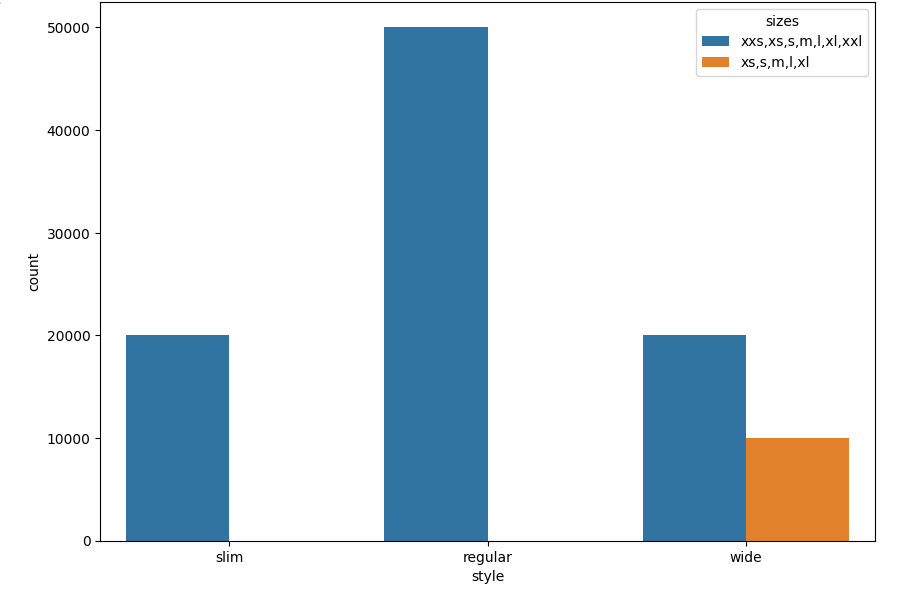 sizes
xxs,xs,s,m,l,xl,xxl
xs,s,m,l,xl
50000
40000
30000
20000
10000
0
count
slim
regular
wide
style